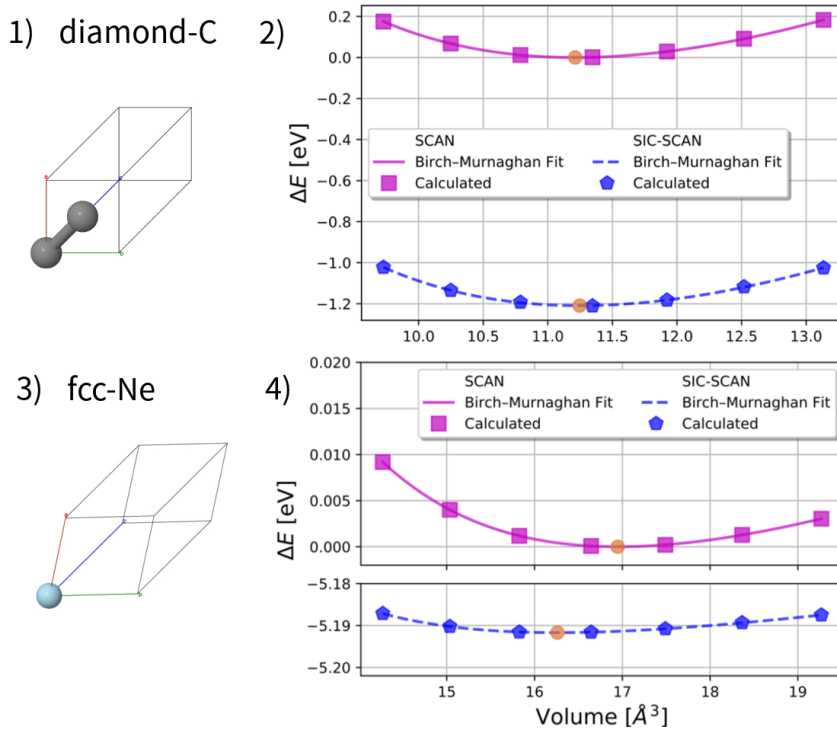 1) diamond-C
2)
0.2
0.0
−0.2
−0.4
−0.6
−0.8
−1.0
−1.2
ΔE [eV]
SCAN
Birch–Murnaghan Fit
Calculated
SIC-SCAN
Birch–Murnaghan Fit
Calculated
10.0 10.5 11.0 11.5 12.0 12.5 13.0
3) fcc-Ne
4)
0.020
0.015
0.010
0.005
0.000
ΔE [eV]
SCAN
Birch–Murnaghan Fit
Calculated
SIC-SCAN
Birch–Murnaghan Fit
Calculated
−5.18
−5.19
−5.20
15 16 17 18 19
Volume [Å³]